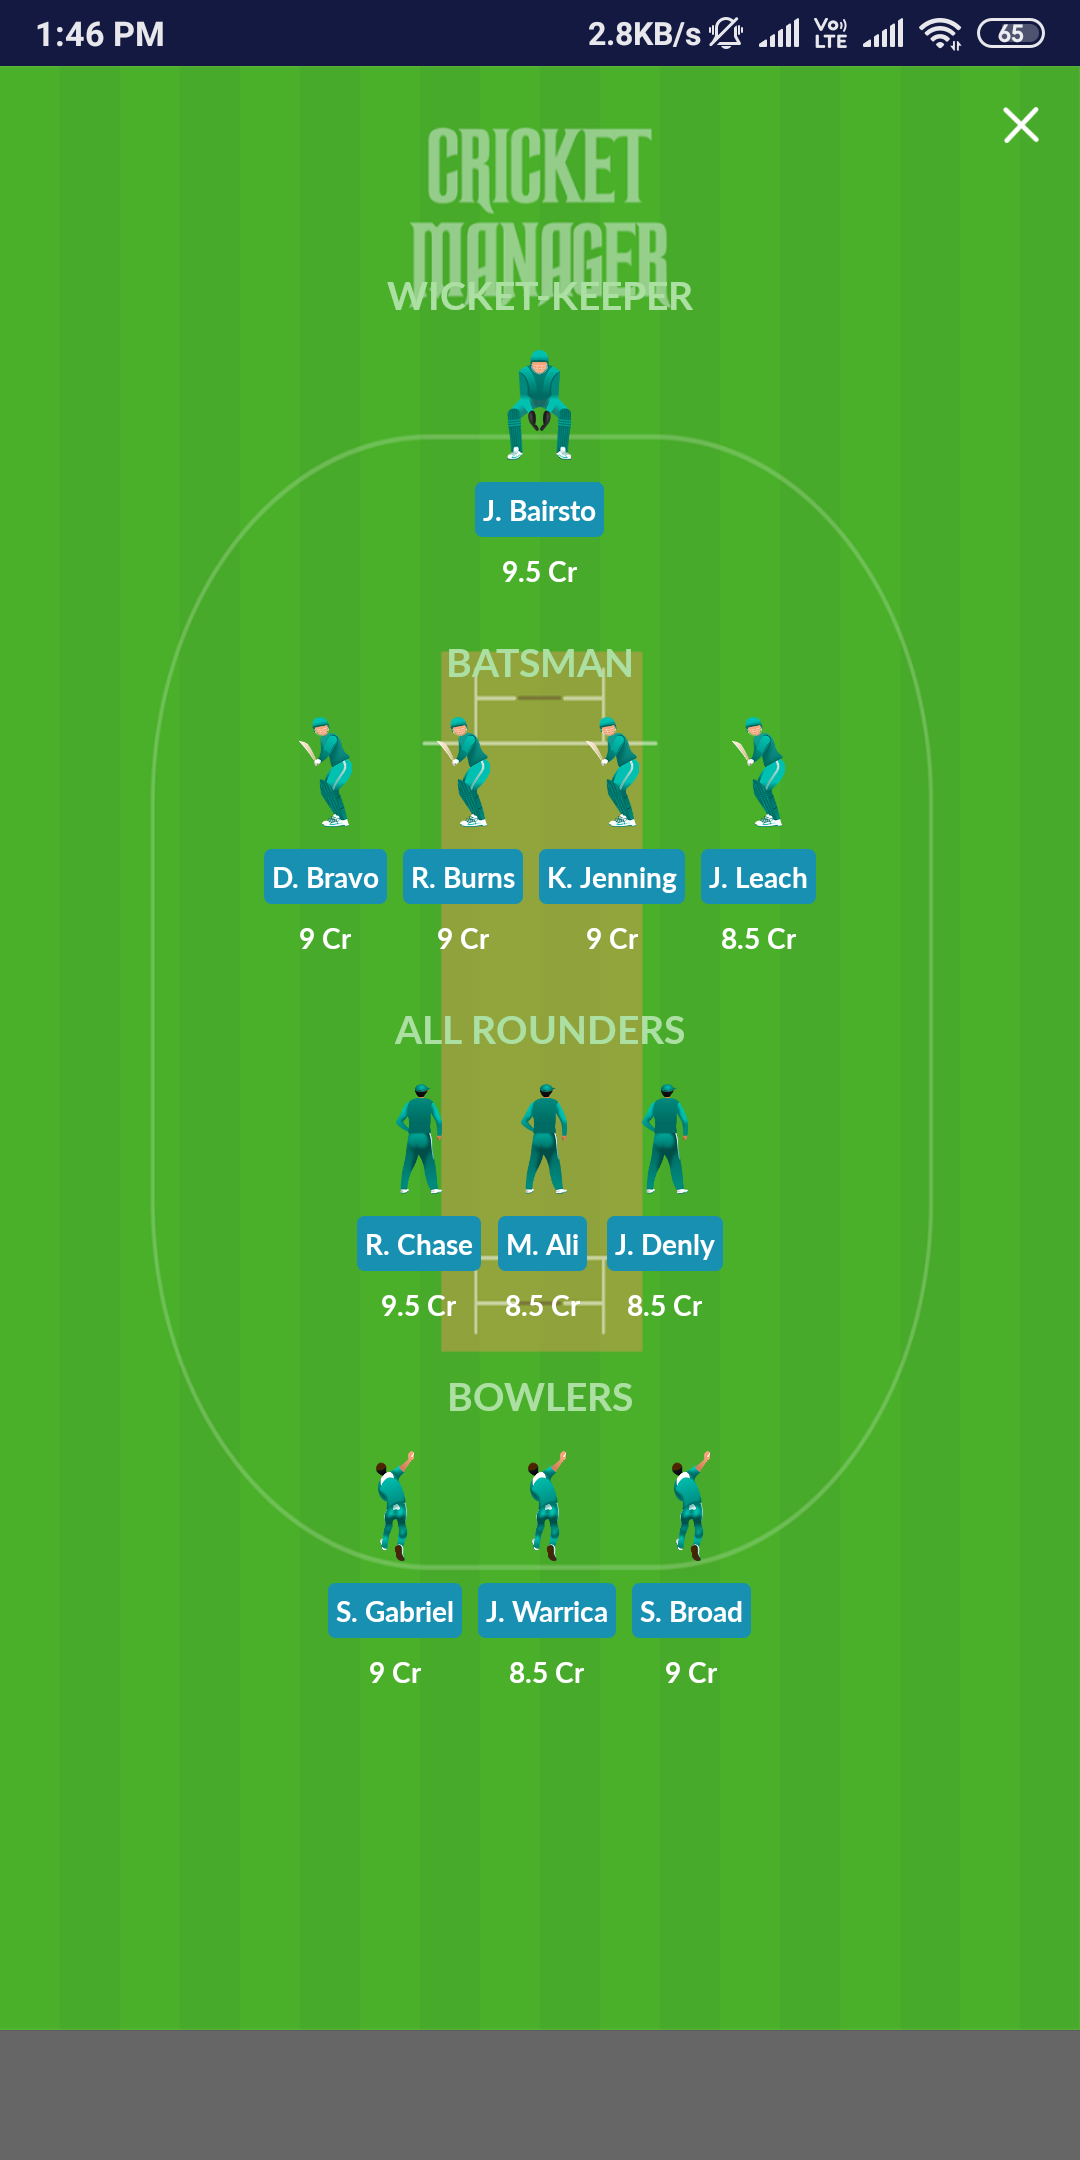 1:46 PM 2.8KB/s Vo)) LTE 65
CRICKET
MANAGER
WICKET-KEEPER
J. Bairsto
9.5 Cr
BATSMAN
D. Bravo R. Burns K. Jenning J. Leach
9 Cr 9 Cr 9 Cr 8.5 Cr
ALL ROUNDERS
R. Chase M. Ali J. Denly
9.5 Cr 8.5 Cr 8.5 Cr
BOWLERS
S. Gabriel J. Warrica S. Broad
9 Cr 8.5 Cr 9 Cr